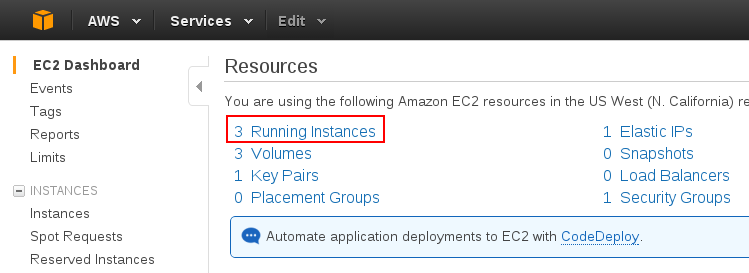 AWS Services Edit
EC2 Dashboard
Events
Tags
Reports
Limits
INSTANCES
Instances
Spot Requests
Reserved Instances
Resources
You are using the following Amazon EC2 resources in the US West (N. California) re
3 Running Instances
3 Volumes
1 Key Pairs
0 Placement Groups
1 Elastic IPs
0 Snapshots
0 Load Balancers
1 Security Groups
Automate application deployments to EC2 with CodeDeploy.